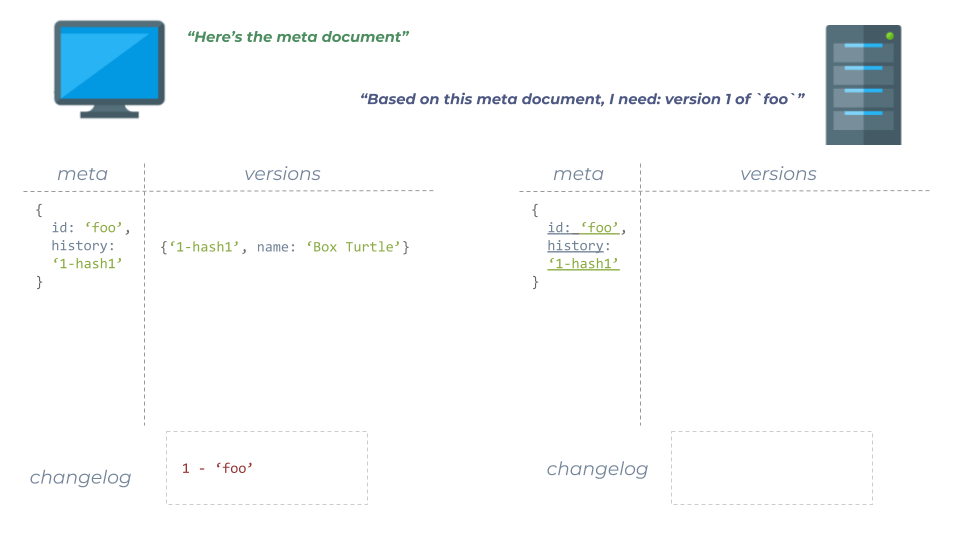 “Here’s the meta document”
“Based on this meta document, I need: version 1 of `foo`”
meta
versions
{
id: ‘foo’,
history:
‘1-hash1’
}
{‘1-hash1’, name: ‘Box Turtle’}
changelog
1 - ‘foo’
meta
versions
{
id: ‘foo’,
history:
‘1-hash1’
}
changelog